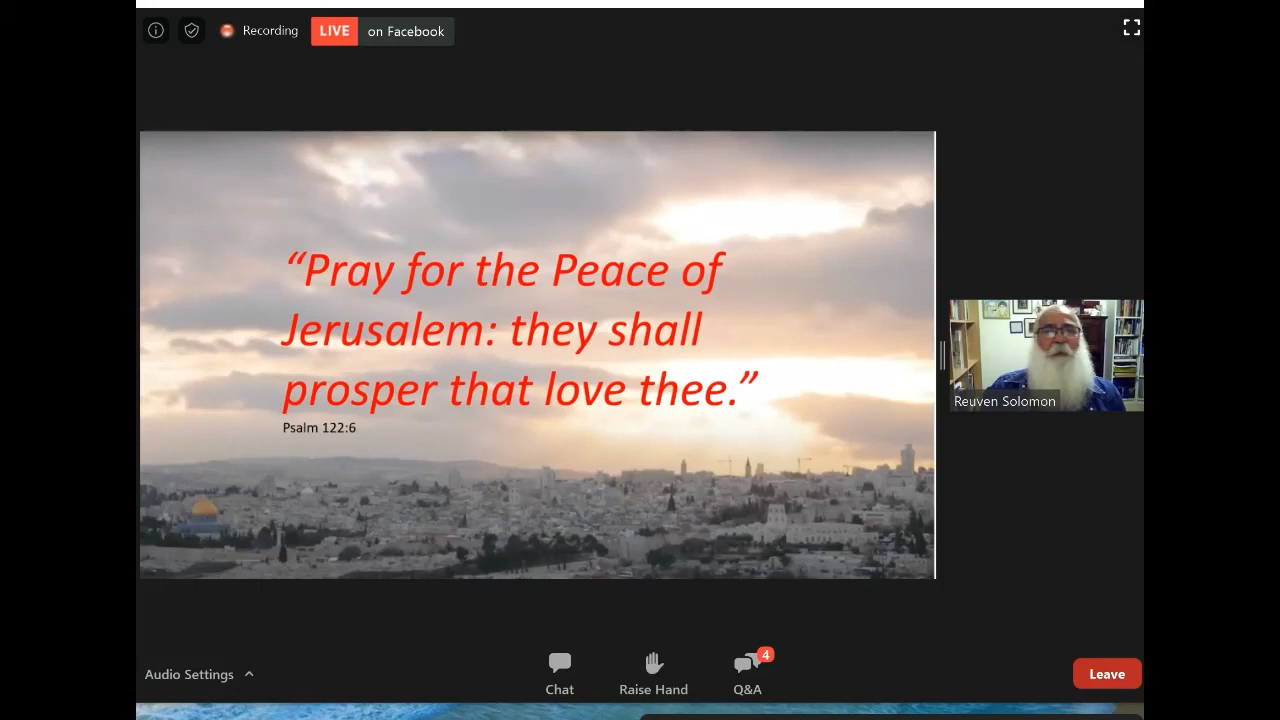 Recording
LIVE on Facebook
“Pray for the Peace of
Jerusalem: they shall
prosper that love thee.”
Psalm 122:6
Reuven Solomon
Audio Settings
Chat
Raise Hand
4
Q&A
Leave